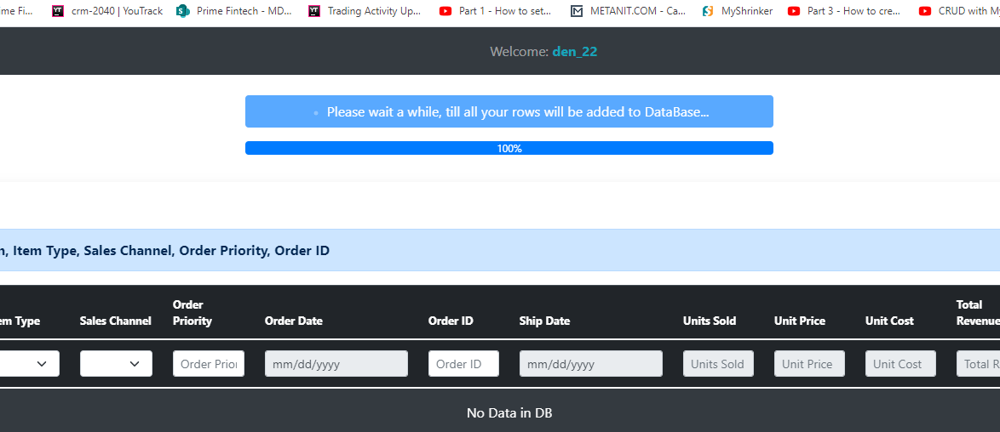 me Fi... crm-2040 | YouTrack Prime Fintech - MD... Trading Activity Up... Part 1 - How to set... METANIT.COM - Ca... MyShrinker Part 3 - How to cre... CRUD with My
Welcome: den_22
Please wait a while, till all your rows will be added to DataBase...
100%
n, Item Type, Sales Channel, Order Priority, Order ID
em Type Sales Channel Order Priority Order Date Order ID Ship Date Units Sold Unit Price Unit Cost Total Revenue
Order Prior mm/dd/yyyy Order ID mm/dd/yyyy Units Sold Unit Price Unit Cost Total R
No Data in DB